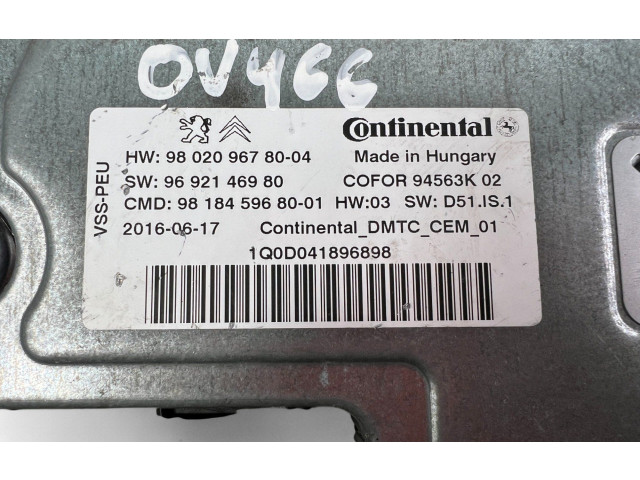 OV466
Continental
HW: 98 020 967 80-04 Made in Hungary
SW: 96 921 469 80 COFOR 94563K 02
CMD: 98 184 596 80-01 HW:03 SW: D51.IS.1
2016-06-17 Continental_DMTC_CEM_01
1Q0D041896898
VSS-PEU